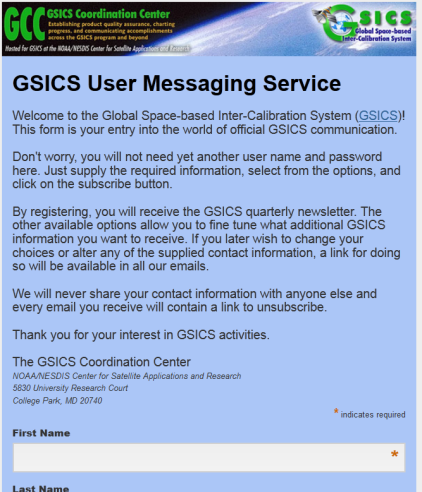 GCC GSICS Coordination Center
Establishing product quality assurance, charting
progress, and communicating accomplishments
across the GSICS program and beyond
Hosted for GSICS at the NOAA/NESDIS Center for Satellite Applications and Research
GSICS
Global Space-based
Inter-Calibration System
GSICS User Messaging Service
Welcome to the Global Space-based Inter-Calibration System (GSICS)!
This form is your entry into the world of official GSICS communication.
Don't worry, you will not need yet another user name and password
here. Just supply the required information, select from the options, and
click on the subscribe button.
By registering, you will receive the GSICS quarterly newsletter. The
other available options allow you to fine tune what additional GSICS
information you want to receive. If you later wish to change your
choices or alter any of the supplied contact information, a link for doing
so will be available in all our emails.
We will never share your contact information with anyone else and
every email you receive will contain a link to unsubscribe.
Thank you for your interest in GSICS activities.
The GSICS Coordination Center
NOAA/NESDIS Center for Satellite Applications and Research
5830 University Research Court
College Park, MD 20740
* indicates required
First Name
*
Last Name